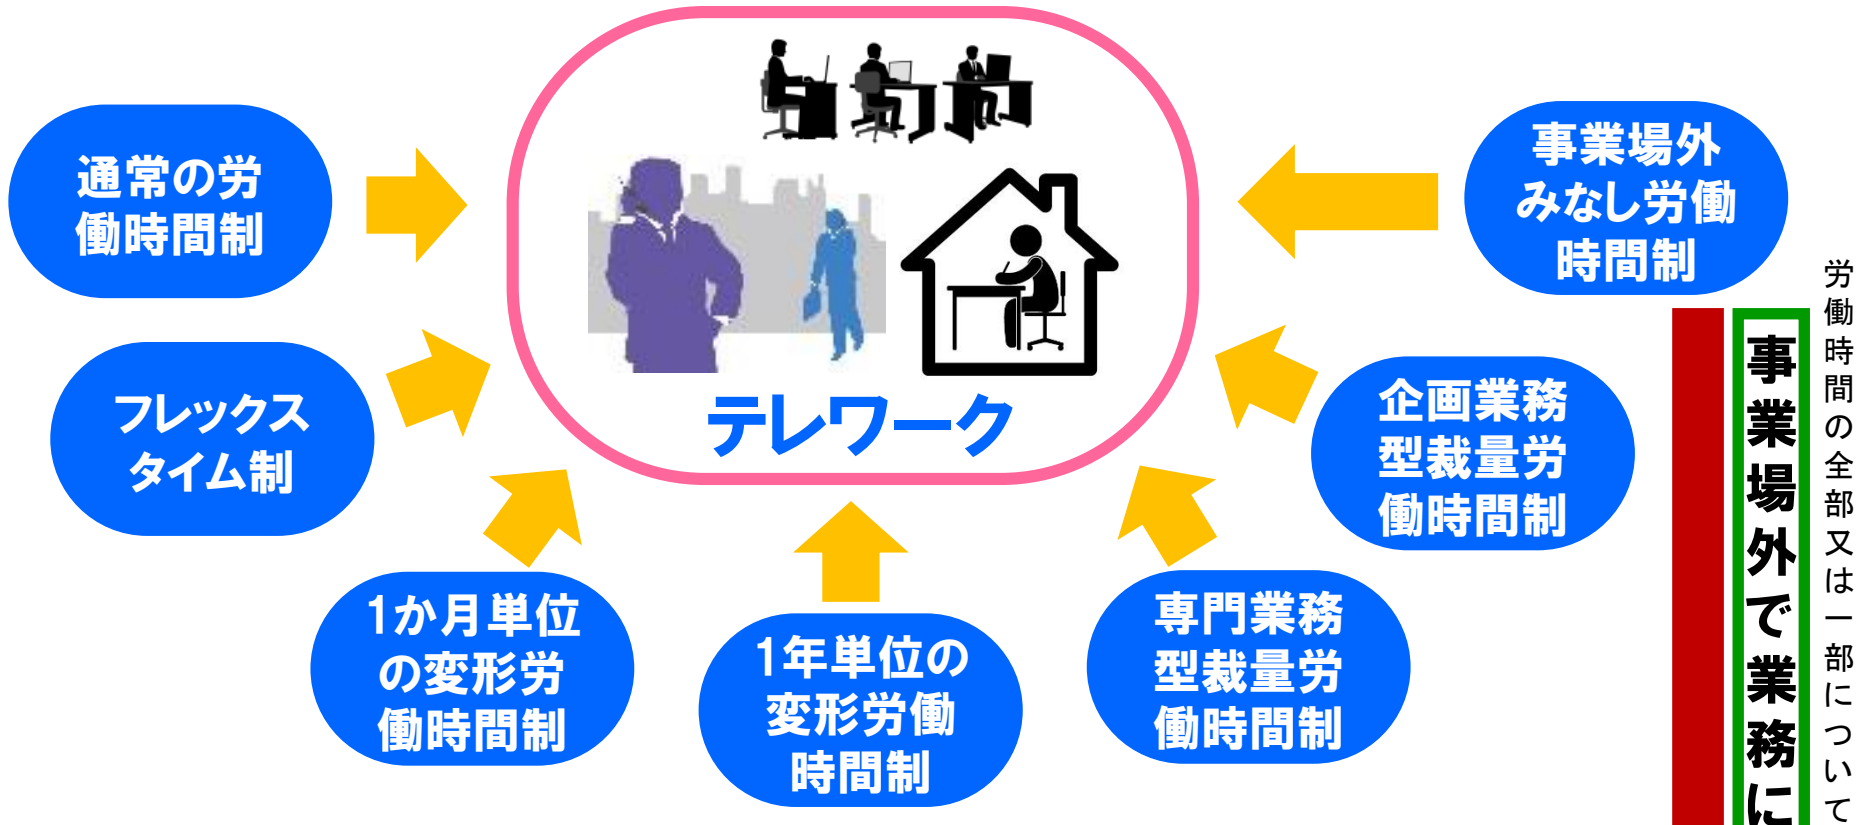 通常の労
働時間制
フレックス
タイム制
1か月単位
の変形労
働時間制
1年単位の
変形労働
時間制
専門業務
型裁量労
働時間制
企画業務
型裁量労
働時間制
事業場外
みなし労働
時間制
テレワーク
労働時間の全部又は一部について
事業場外で業務に